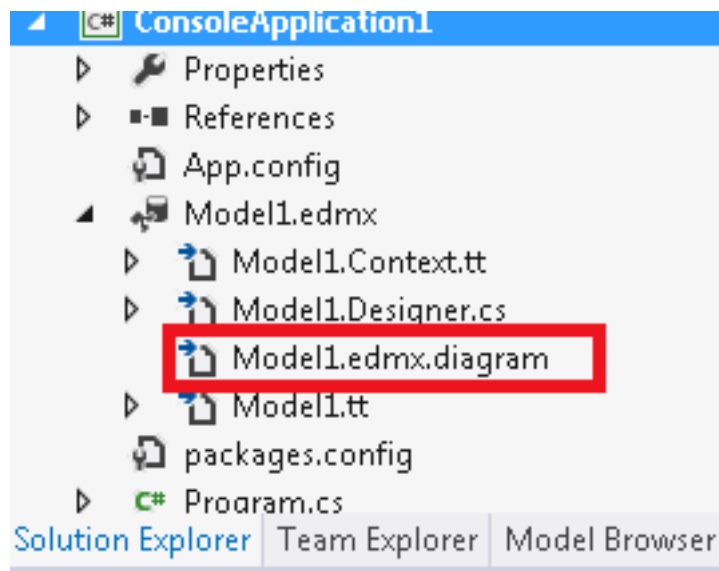 C# ConsoleApplication1
Properties
References
App.config
Model1.edmx
Model1.Context.tt
Model1.Designer.cs
Model1.edmx.diagram
Model1.tt
packages.config
C# Program.cs
Solution Explorer Team Explorer Model Browser